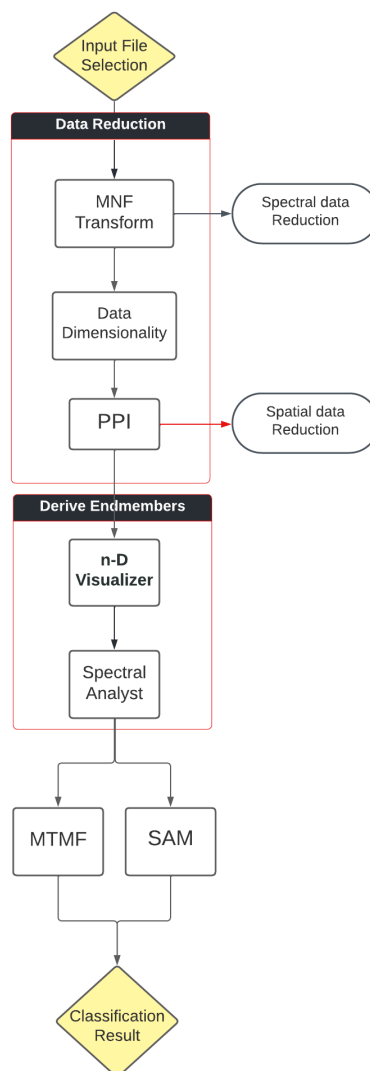 Input File
Selection
Data Reduction
MNF
Transform
Spectral data
Reduction
Data
Dimensionality
PPI
Spatial data
Reduction
Derive Endmembers
n-D
Visualizer
Spectral
Analyst
MTMF
SAM
Classification
Result